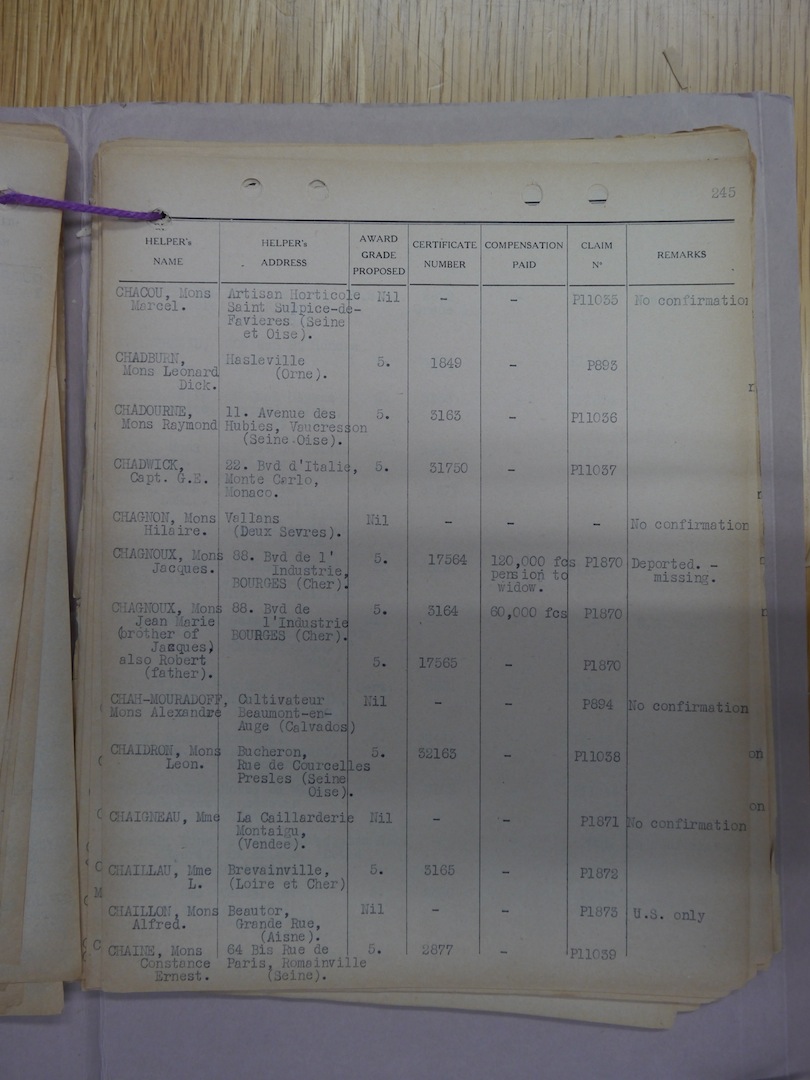 245
HELPER's NAME HELPER's ADDRESS AWARD GRADE PROPOSED CERTIFICATE NUMBER COMPENSATION PAID CLAIM Nº REMARKS
CHACOU, Mons Artisan Horticole Nil - - P11035 No confirmation
Marcel. Saint Sulpice-de-
Favieres (Seine
et Oise).
CHADBURN, Hasleville 5. 1849 - P893
Mons Leonard (Orne).
Dick.
CHADOURNE, 11. Avenue des 5. 3163 - P11036
Mons Raymond Hubies, Vaucresson
(Seine.Oise).
CHADWICK, 22. Bvd d'Italie, 5. 31750 - P11037
Capt. G.E. Monte Carlo,
Monaco.
CHAGNON, Mons Vallans Nil - - - No confirmation
Hilaire. (Deux Sevres).
CHAGNOUX, Mons 88. Bvd de l' 5. 17564 120,000 fcs P1870 Deported. -
Jacques. Industrie, pension to missing.
BOURGES (Cher). widow.
CHAGNOUX, Mons 88. Bvd de 5. 3164 60,000 fcs P1870
Jean Marie l'Industrie
(brother of BOURGES (Cher).
Jacques)
also Robert 5. 17565 - P1870
(father).
CHAH-MOURADOFF, Cultivateur Nil - - P894 No confirmation
Mons Alexandre Beaumont-en-
Auge (Calvados)
CHAIDRON, Mons Bucheron, 5. 32163 - P11038
Leon. Rue de Courcelles
Presles (Seine
Oise).
CHAIGNEAU, Mme La Caillarderie Nil - - P1871 No confirmation
Montaigu,
(Vendee).
CHAILLAU, Mme Brevainville, 5. 3165 - P1872
L. (Loire et Cher)
CHAILLON, Mons Beautor, Nil - - P1873 U.S. only
Alfred. Grande Rue,
(Aisne).
CHAINE, Mons 64 Bis Rue de 5. 2877 - P11039
Constance Paris, Romainville
Ernest. (Seine).